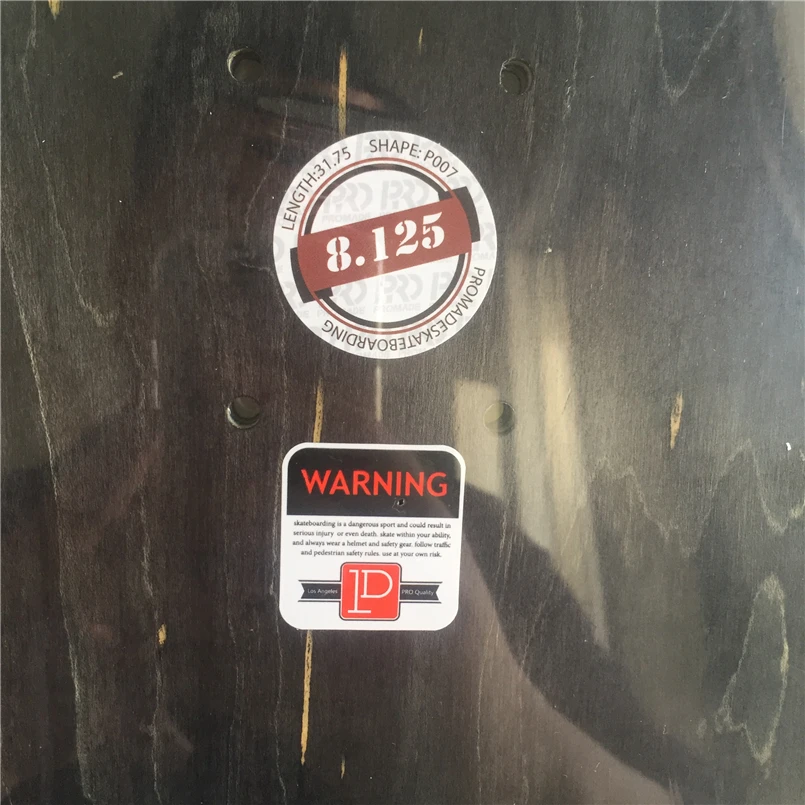 LENGTH:31.75 SHAPE: P007
8.125
PROMADESKATEBOARDING
WARNING
skateboarding is a dangerous sport and could result in
serious injury or even death. skate within your ability,
and always wear a helmet and safety gear. follow traffic
and pedestrian safety rules. use at your own risk.
Los Angeles PRO Quality